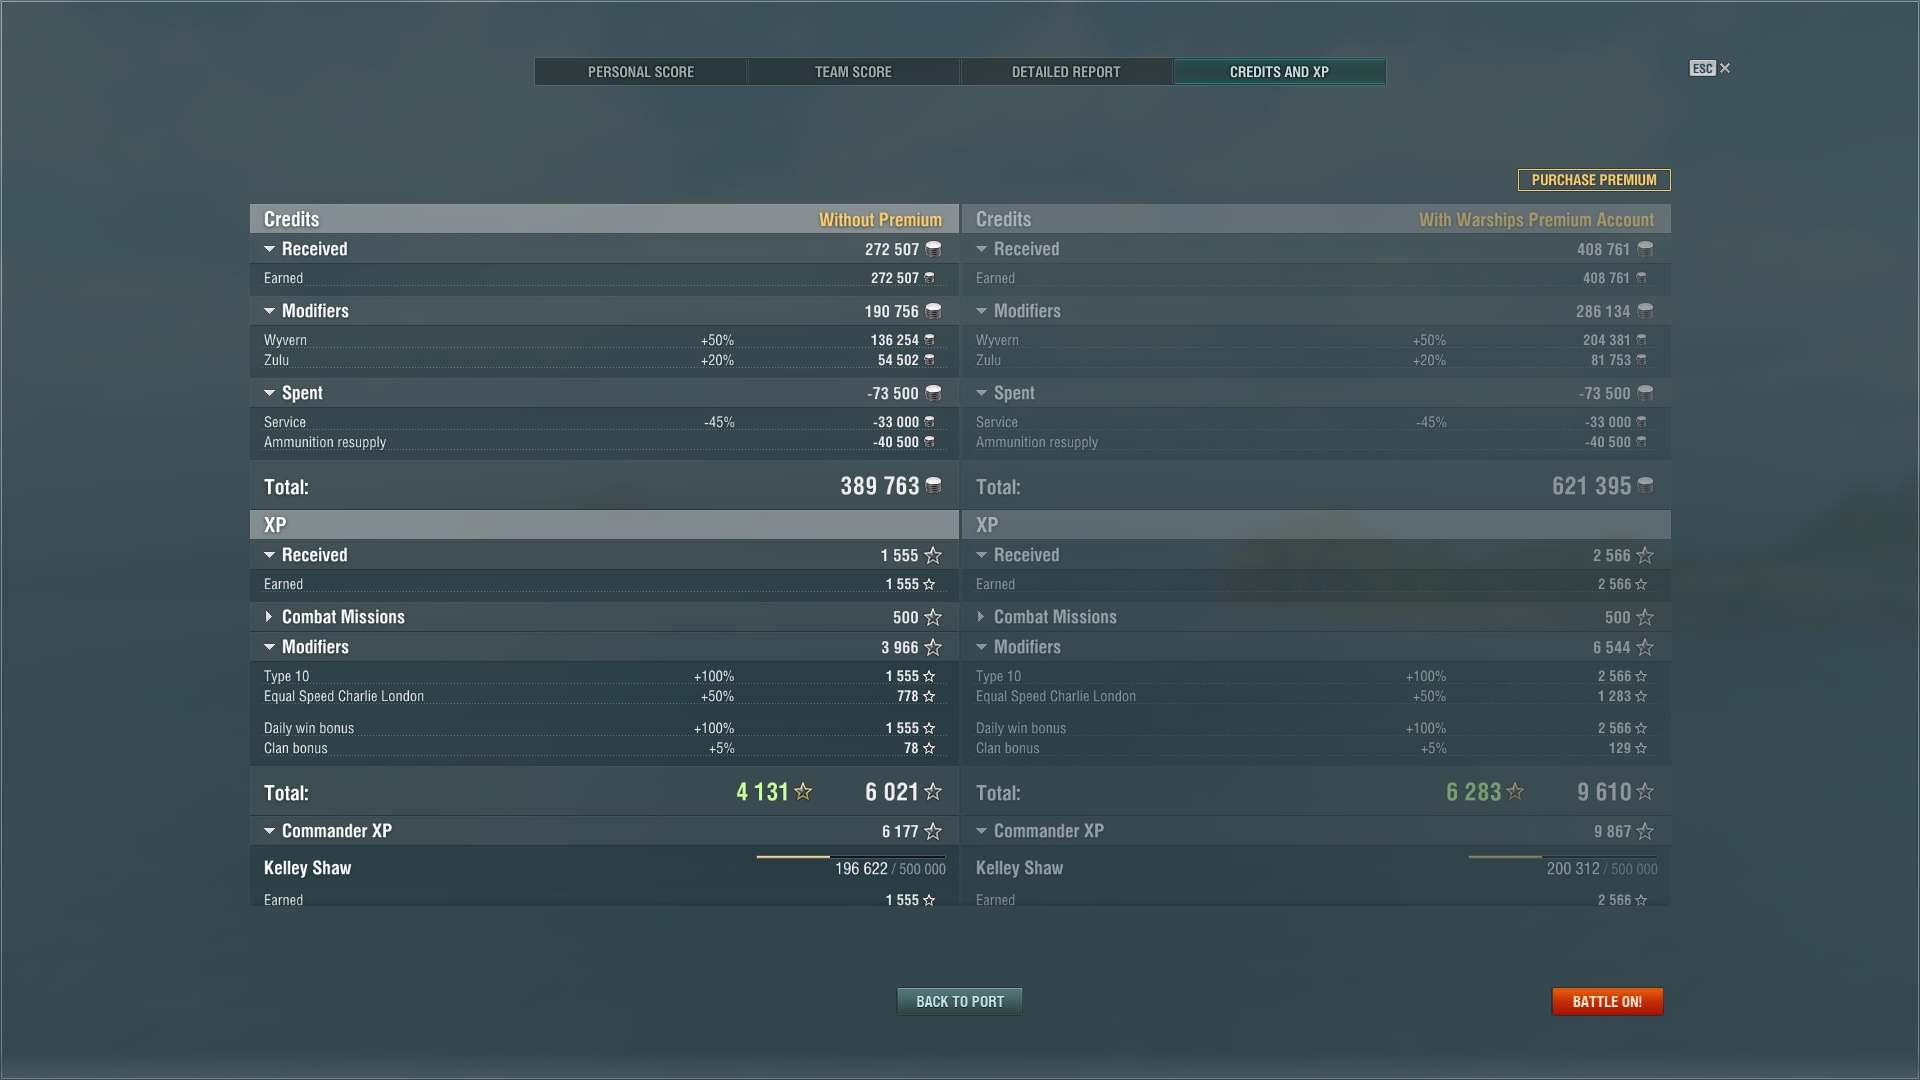 PERSONAL SCORE
TEAM SCORE
DETAILED REPORT
CREDITS AND XP
ESC
PURCHASE PREMIUM
Credits Without Premium
Received 272 507
Earned 272 507
Modifiers 190 756
Wyvern +50% 136 254
Zulu +20% 54 502
Spent -73 500
Service -45% -33 000
Ammunition resupply -40 500
Total: 389 763
XP
Received 1 555
Earned 1 555
Combat Missions 500
Modifiers 3 966
Type 10 +100% 1 555
Equal Speed Charlie London +50% 778
Daily win bonus +100% 1 555
Clan bonus +5% 78
Total: 4 131 6 021
Commander XP 6 177
Kelley Shaw 196 622 / 500 000
Earned 1 555
Credits With Warships Premium Account
Received 408 761
Earned 408 761
Modifiers 286 134
Wyvern +50% 204 381
Zulu +20% 81 753
Spent -73 500
Service -45% -33 000
Ammunition resupply -40 500
Total: 621 395
XP
Received 2 566
Earned 2 566
Combat Missions 500
Modifiers 6 544
Type 10 +100% 2 566
Equal Speed Charlie London +50% 1 283
Daily win bonus +100% 2 566
Clan bonus +5% 129
Total: 6 283 9 610
Commander XP 9 867
Kelley Shaw 200 312 / 500 000
Earned 2 566
BACK TO PORT
BATTLE ON!